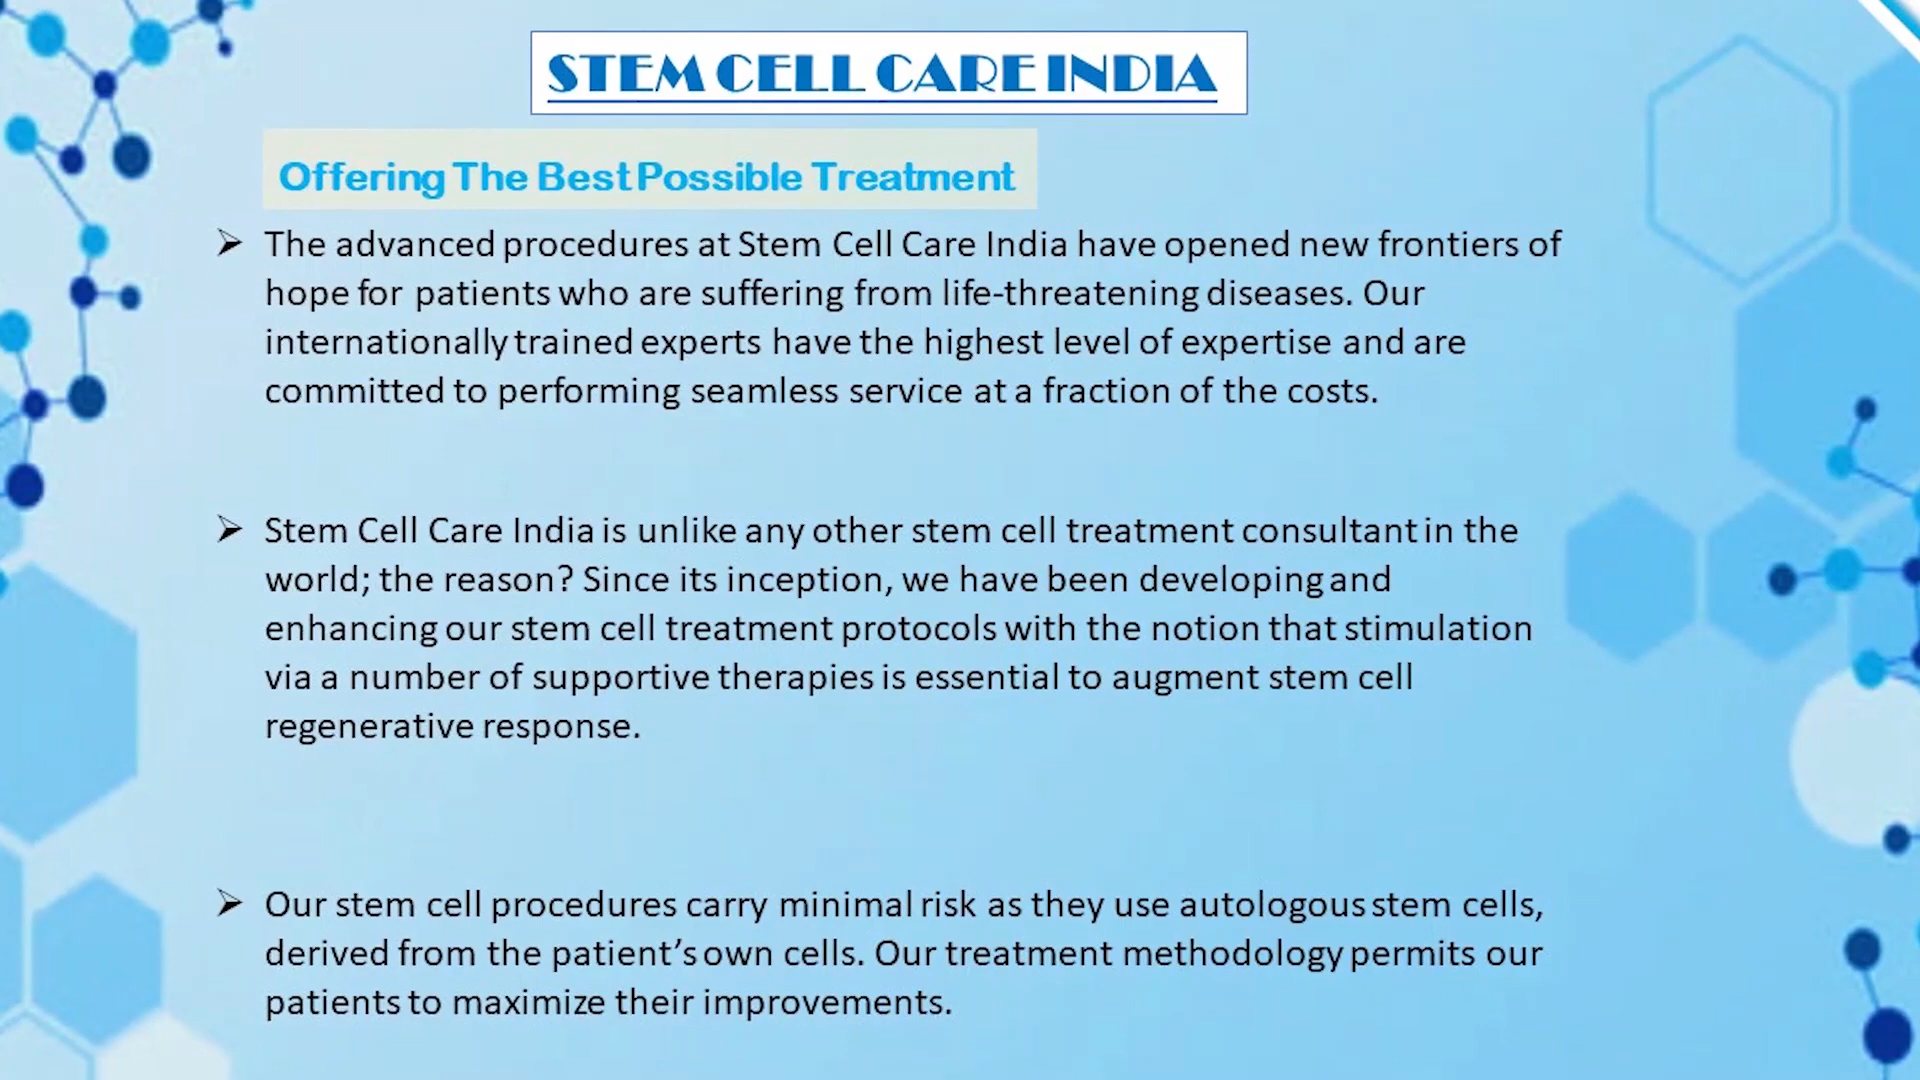 STEM CELL CARE INDIA
Offering The Best Possible Treatment
➢ The advanced procedures at Stem Cell Care India have opened new frontiers of
hope for patients who are suffering from life-threatening diseases. Our
internationally trained experts have the highest level of expertise and are
committed to performing seamless service at a fraction of the costs.
➢ Stem Cell Care India is unlike any other stem cell treatment consultant in the
world; the reason? Since its inception, we have been developing and
enhancing our stem cell treatment protocols with the notion that stimulation
via a number of supportive therapies is essential to augment stem cell
regenerative response.
➢ Our stem cell procedures carry minimal risk as they use autologous stem cells,
derived from the patient’s own cells. Our treatment methodology permits our
patients to maximize their improvements.